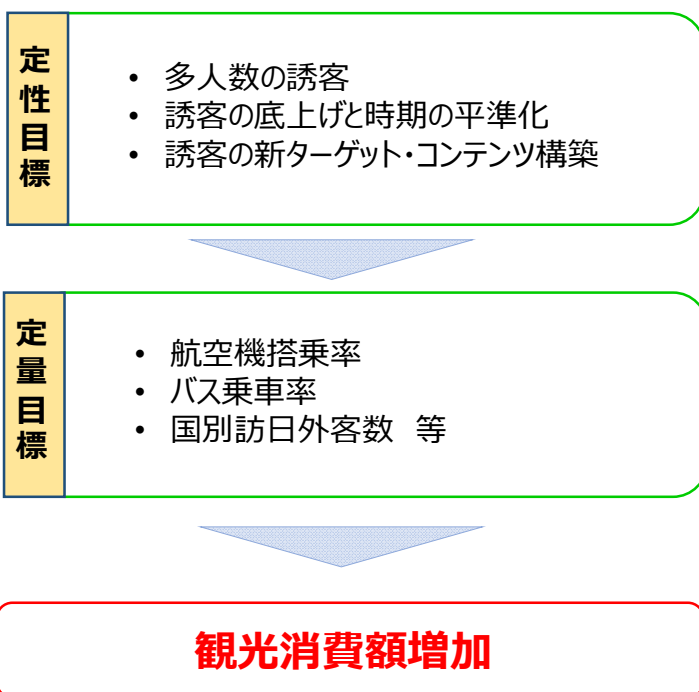 定性目標
• 多人数の誘客
• 誘客の底上げと時期の平準化
• 誘客の新ターゲット・コンテンツ構築
定量目標
• 航空機搭乗率
• バス乗車率
• 国別訪日外客数 等
観光消費額増加